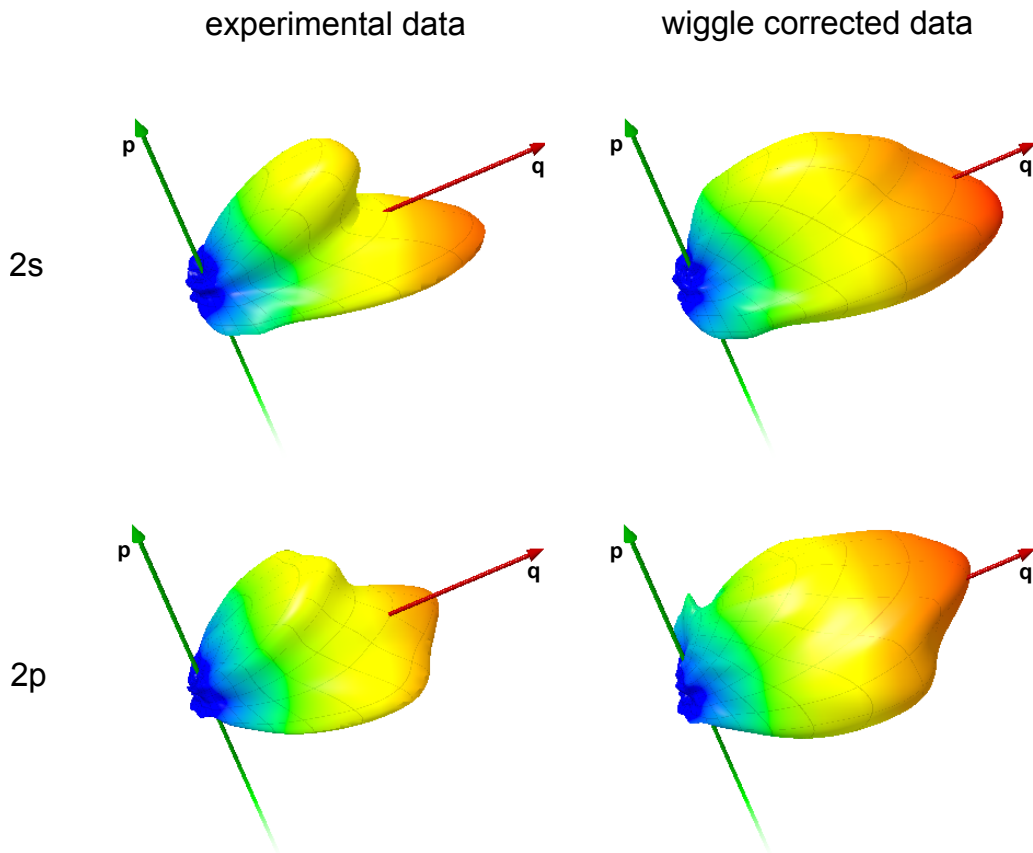 experimental data
wiggle corrected data
p
q
p
q
2s
p
q
p
q
2p